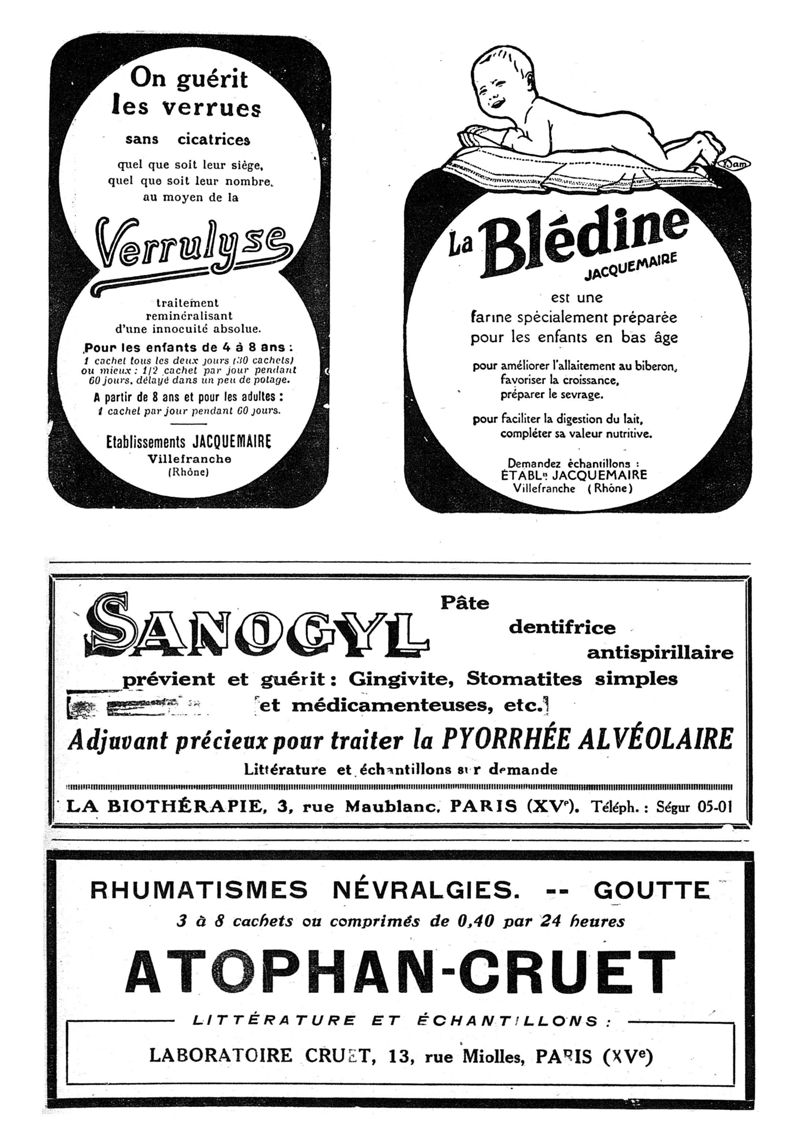 On guérit
les verrues
sans cicatrices
quel que soit leur siège,
quel que soit leur nombre,
au moyen de la
Verrulyse
traitement
reminéralisant
d'une innocuité absolue.
Pour les enfants de 4 à 8 ans :
1 cachet tous les deux jours (30 cachets)
ou mieux : 1/2 cachet par jour pendant
60 jours, délayé dans un peu de potage.
A partir de 8 ans et pour les adultes :
1 cachet par jour pendant 60 jours.
Etablissements JACQUEMAIRE
Villefranche
(Rhône)
La Blédine
JACQUEMAIRE
est une
farine spécialement préparée
pour les enfants en bas âge
pour améliorer l'allaitement au biberon,
favoriser la croissance,
préparer le sevrage.
pour faciliter la digestion du lait,
compléter sa valeur nutritive.
Demandez échantillons :
ÉTABLts JACQUEMAIRE
Villefranche (Rhône)
SANOGYL
Pâte
dentifrice
antispirillaire
prévient et guérit : Gingivite, Stomatites simples
et médicamenteuses, etc.
Adjuvant précieux pour traiter la PYORRHÉE ALVÉOLAIRE
Littérature et échantillons sur demande
LA BIOTHÉRAPIE, 3, rue Maublanc, PARIS (XVe). Téléph. : Ségur 05-01
RHUMATISMES NÉVRALGIES. -- GOUTTE
3 à 8 cachets ou comprimés de 0,40 par 24 heures
ATOPHAN-CRUET
LITTÉRATURE ET ÉCHANTILLONS :
LABORATOIRE CRUET, 13, rue Miolles, PARIS (XVe)